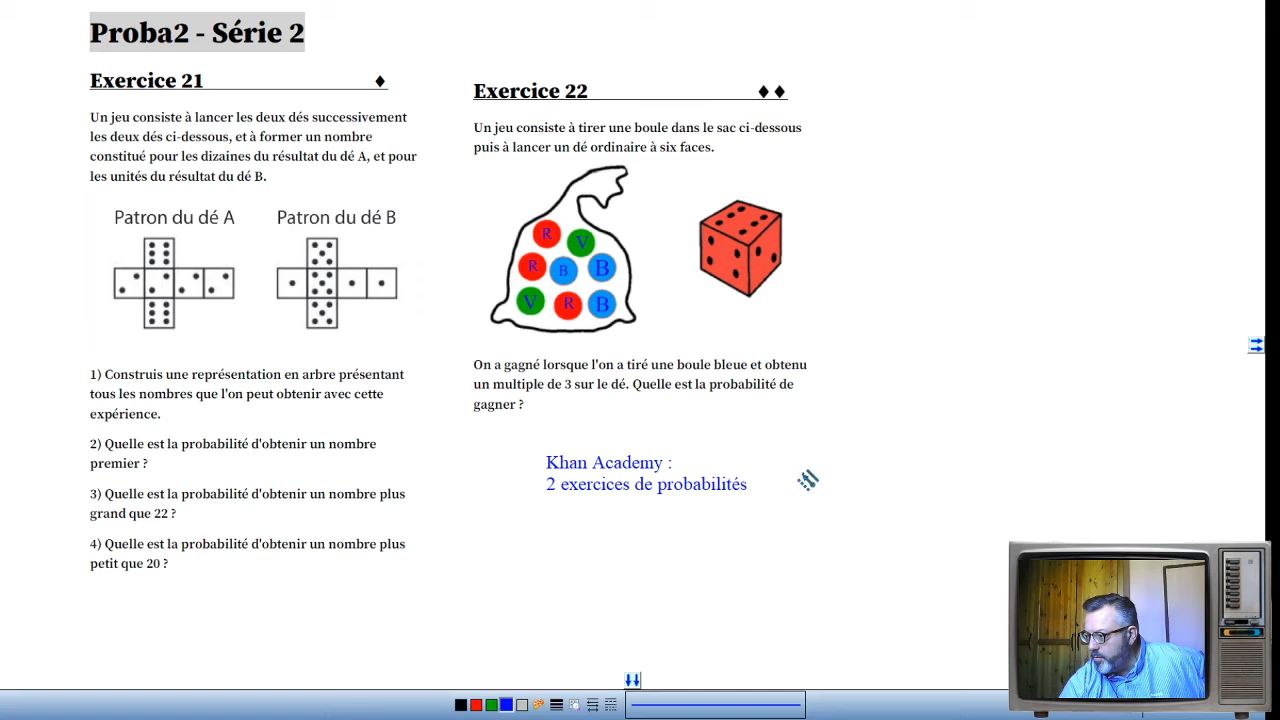 Proba2 - Série 2
Exercice 21 ♦
Un jeu consiste à lancer les deux dés successivement
les deux dés ci-dessous, et à former un nombre
constitué pour les dizaines du résultat du dé A, et pour
les unités du résultat du dé B.
Patron du dé A
Patron du dé B
1) Construis une représentation en arbre présentant
tous les nombres que l'on peut obtenir avec cette
expérience.
2) Quelle est la probabilité d'obtenir un nombre
premier ?
3) Quelle est la probabilité d'obtenir un nombre plus
grand que 22 ?
4) Quelle est la probabilité d'obtenir un nombre plus
petit que 20 ?
Exercice 22 ♦♦
Un jeu consiste à tirer une boule dans le sac ci-dessous
puis à lancer un dé ordinaire à six faces.
R
V
R
B
B
V
R
B
On a gagné lorsque l'on a tiré une boule bleue et obtenu
un multiple de 3 sur le dé. Quelle est la probabilité de
gagner ?
Khan Academy :
2 exercices de probabilités